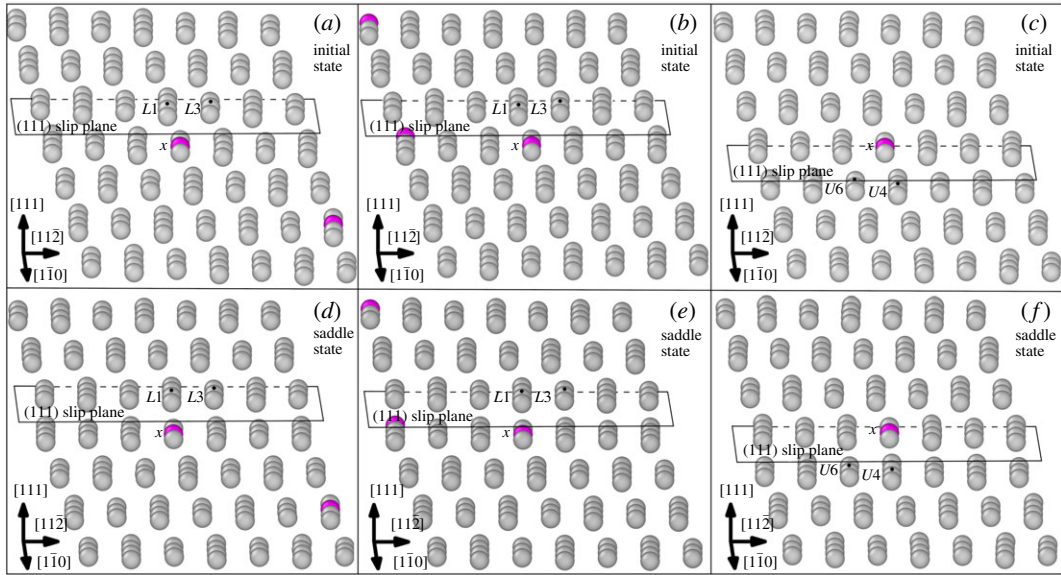 (a)
initial
state
L1 L3
(111) slip plane
x
[111]
[112̄]
[11̄0]
(b)
initial
state
L1 L3
(111) slip plane
x
[111]
[112̄]
[11̄0]
(c)
initial
state
x
(111) slip plane
U6 U4
[111]
[112̄]
[11̄0]
(d)
saddle
state
L1 L3
(111) slip plane
x
[111]
[112̄]
[11̄0]
(e)
saddle
state
L1 L3
(111) slip plane
x
[111]
[112̄]
[11̄0]
(f)
saddle
state
x
(111) slip plane
U6 U4
[111]
[112̄]
[11̄0]